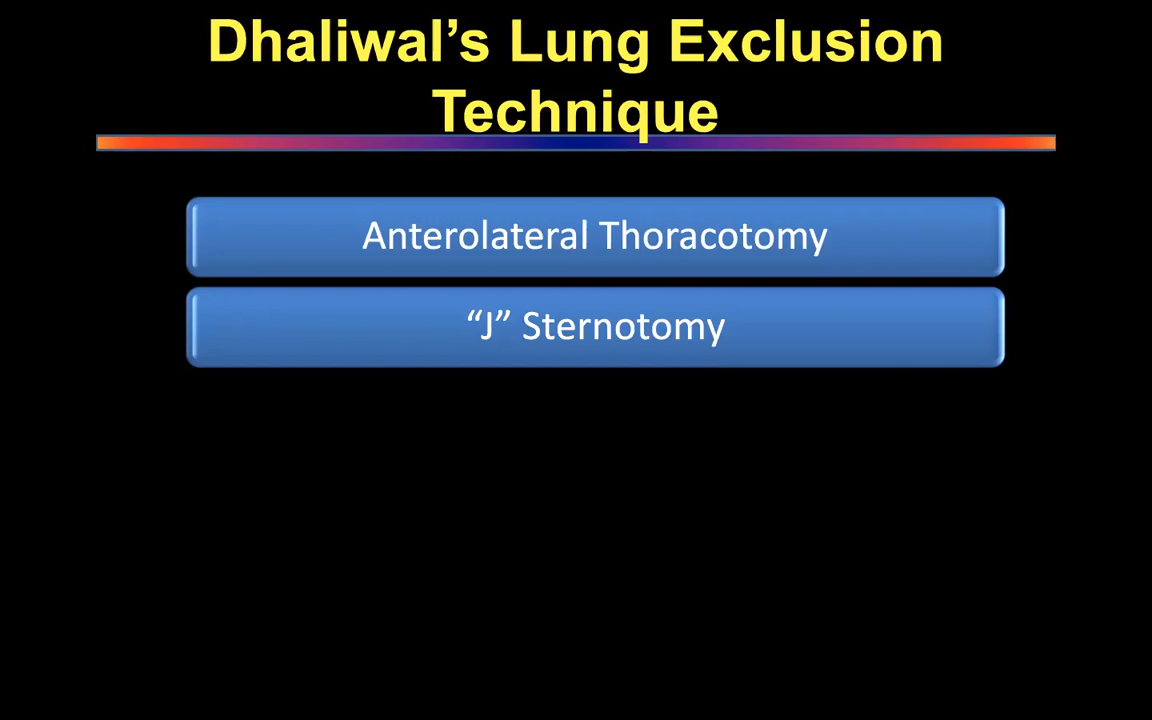 Dhaliwal’s Lung Exclusion
Technique
Anterolateral Thoracotomy
“J” Sternotomy